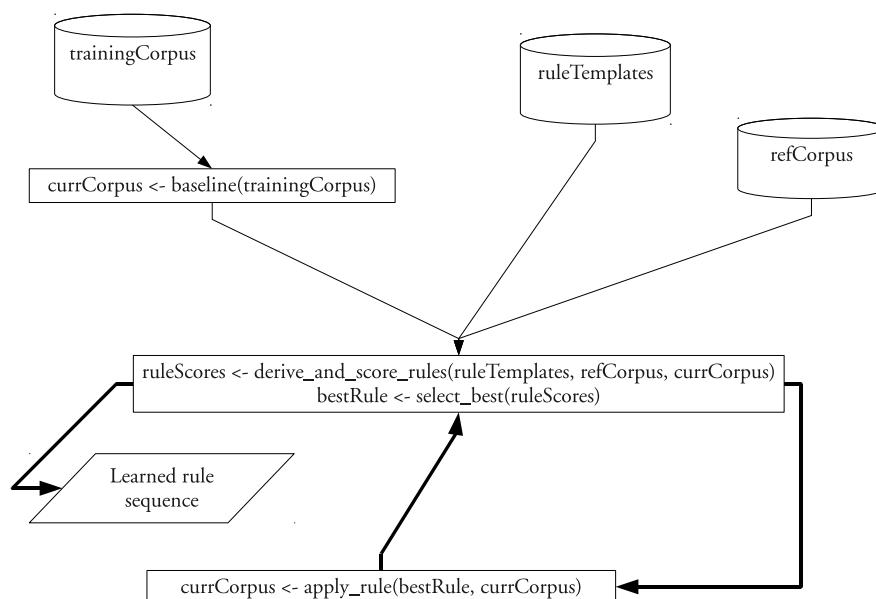 trainingCorpus
ruleTemplates
refCorpus
currCorpus <- baseline(trainingCorpus)
ruleScores <- derive_and_score_rules(ruleTemplates, refCorpus, currCorpus)
bestRule <- select_best(ruleScores)
Learned rule
sequence
currCorpus <- apply_rule(bestRule, currCorpus)